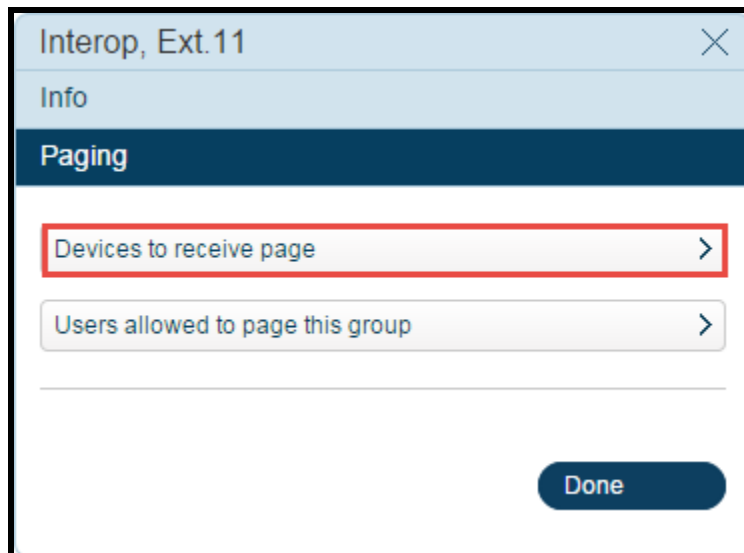 Interop, Ext.11
Info
Paging
Devices to receive page
Users allowed to page this group
Done